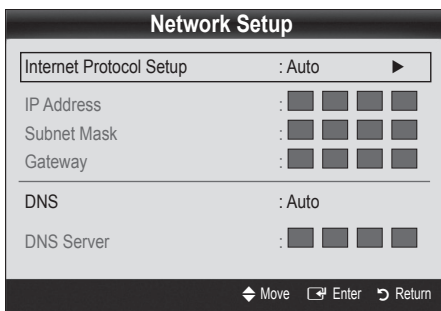 Network Setup
Internet Protocol Setup : Auto ▶
IP Address :
Subnet Mask :
Gateway :
DNS : Auto
DNS Server :
Move Enter Return